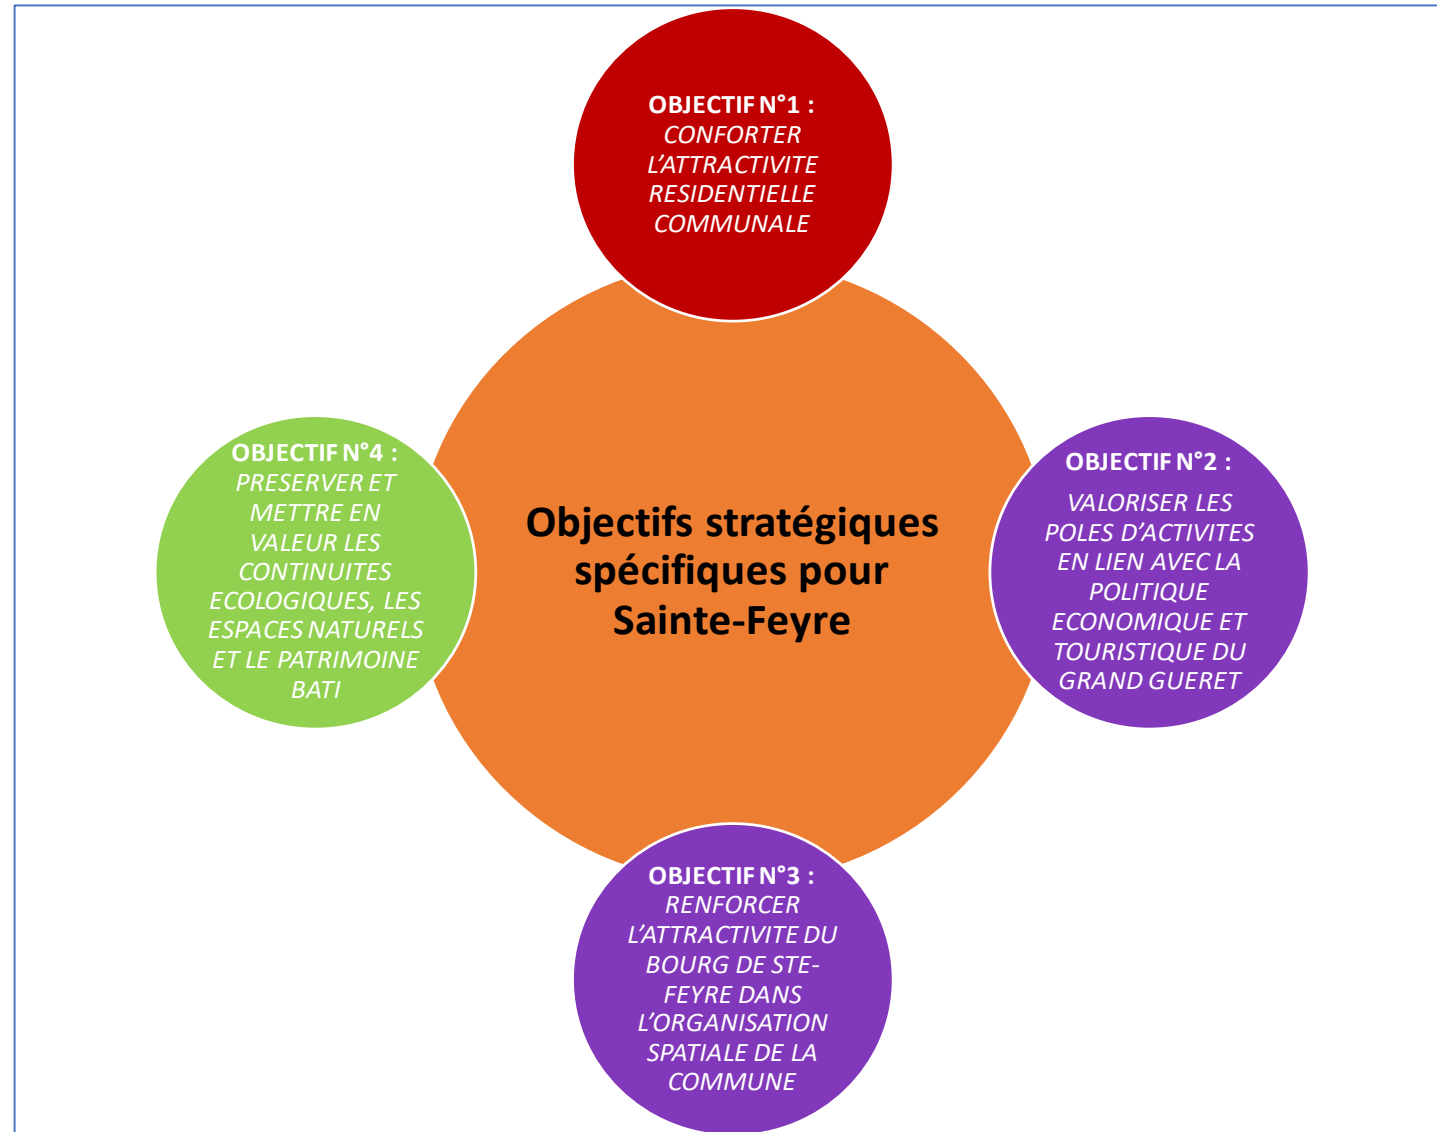 OBJECTIF N°1 :
CONFORTER
L’ATTRACTIVITE
RESIDENTIELLE
COMMUNALE
OBJECTIF N°4 :
PRESERVER ET
METTRE EN
VALEUR LES
CONTINUITES
ECOLOGIQUES, LES
ESPACES NATURELS
ET LE PATRIMOINE
BATI
Objectifs stratégiques
spécifiques pour
Sainte-Feyre
OBJECTIF N°2 :
VALORISER LES
POLES D’ACTIVITES
EN LIEN AVEC LA
POLITIQUE
ECONOMIQUE ET
TOURISTIQUE DU
GRAND GUERET
OBJECTIF N°3 :
RENFORCER
L’ATTRACTIVITE DU
BOURG DE STE-
FEYRE DANS
L’ORGANISATION
SPATIALE DE LA
COMMUNE